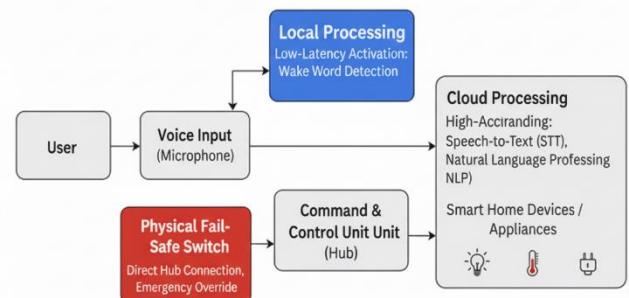 Local Processing
Low-Latency Activation:
Wake Word Detection
User
Voice Input
(Microphone)
Cloud Processing
High-Acciranding:
Speech-to-Text (STT),
Natural Language Professing
NLP)
Smart Home Devices /
Appliances
Physical Fail-
Safe Switch
Direct Hub Connection,
Emergency Override
Command &
Control Unit Unit
(Hub)